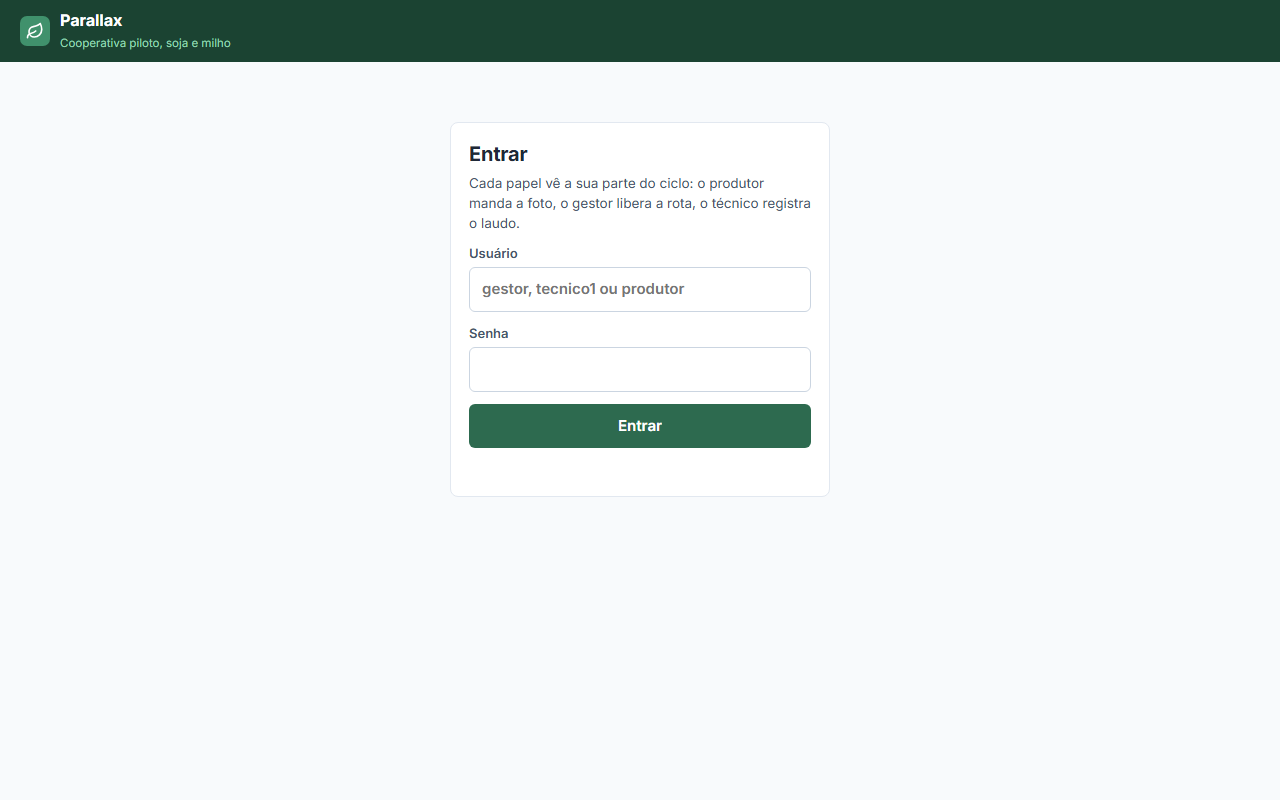 Parallax
Cooperativa piloto, soja e milho
Entrar
Cada papel vê a sua parte do ciclo: o produtor
manda a foto, o gestor libera a rota, o técnico registra
o laudo.
Usuário
gestor, tecnico1 ou produtor
Senha
Entrar